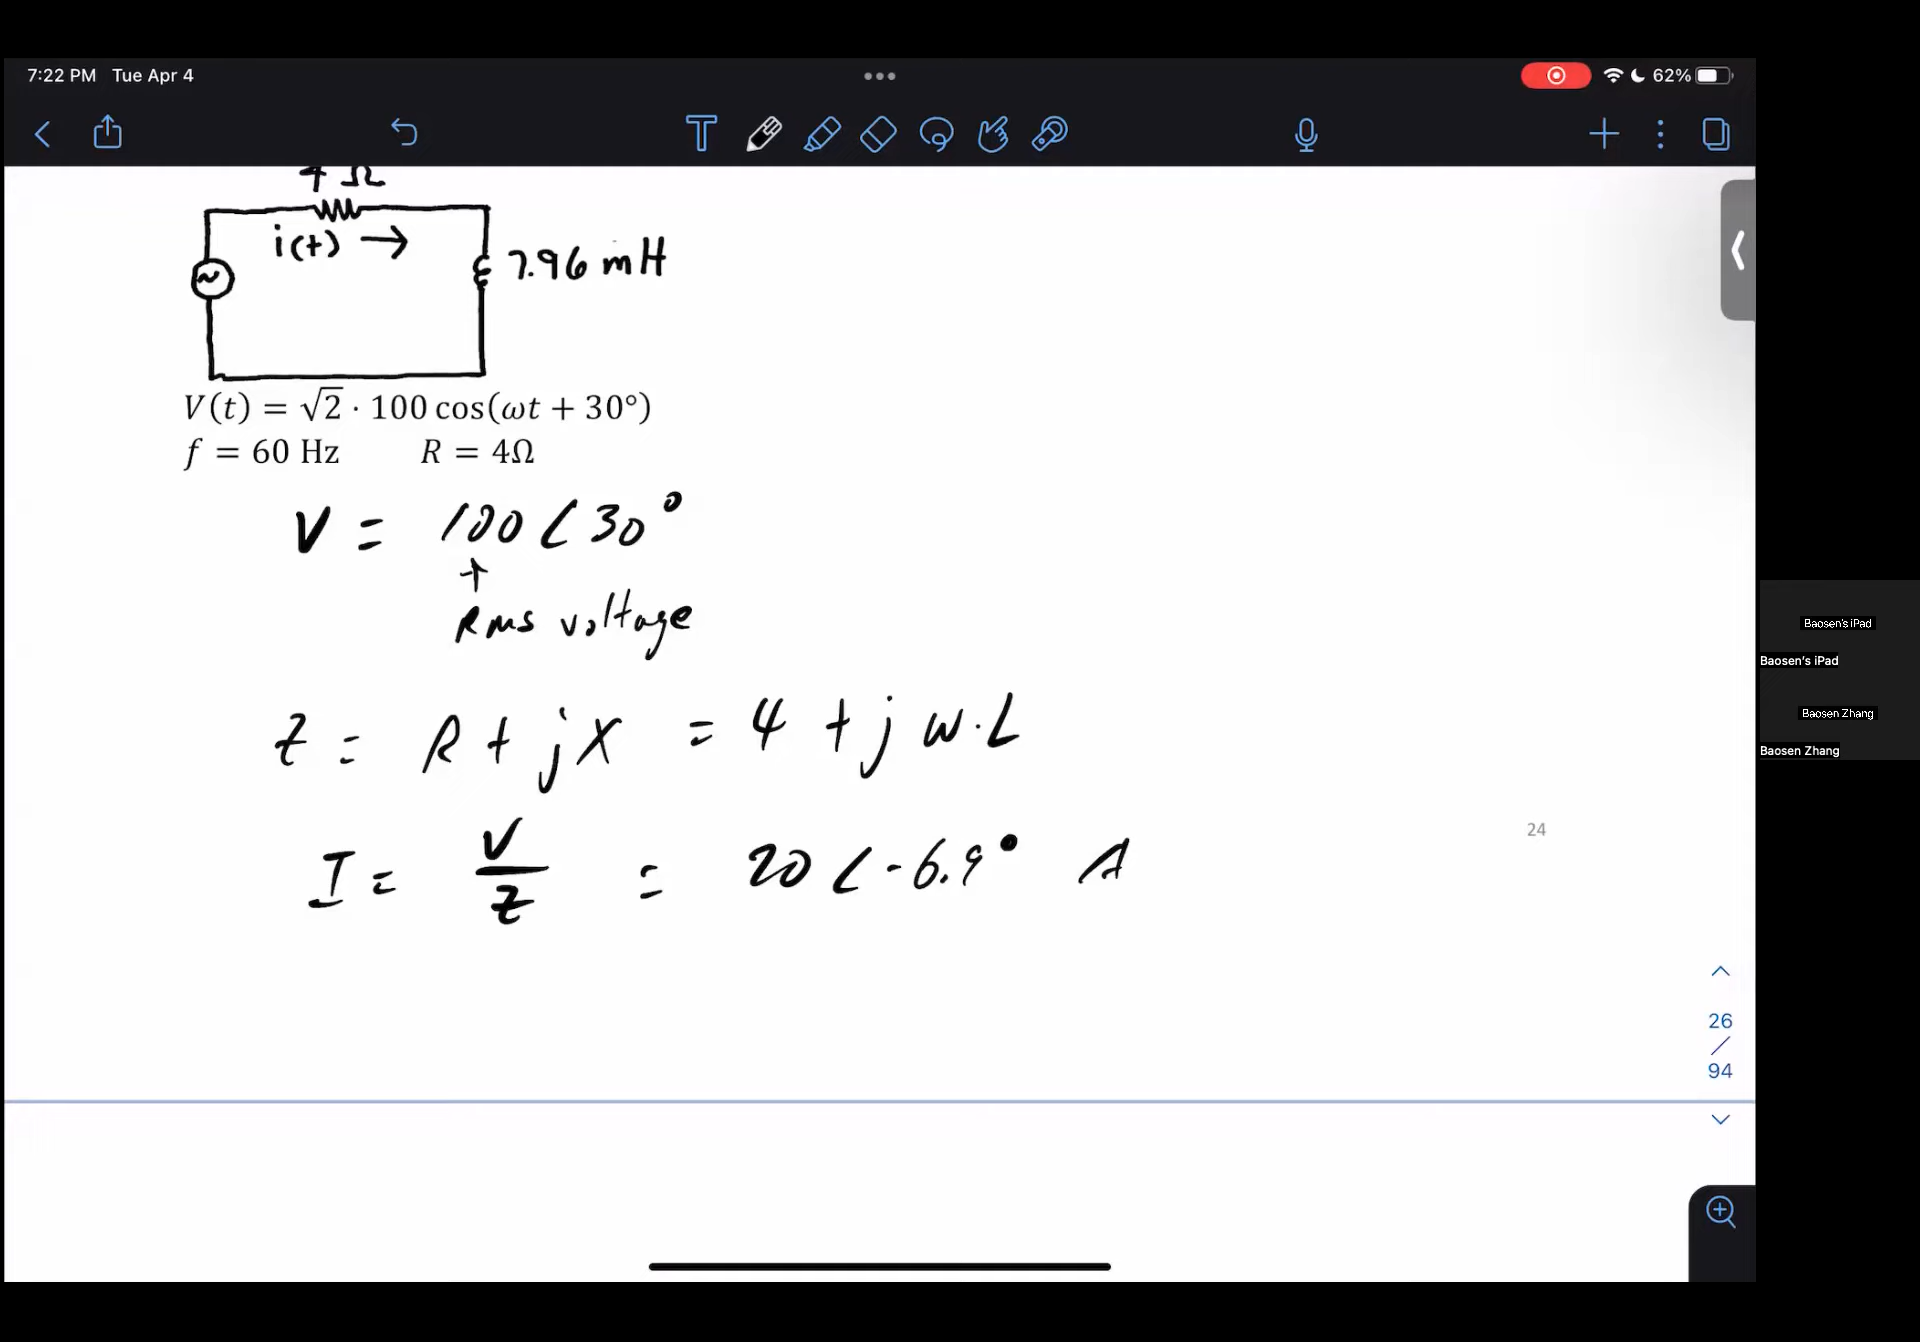 7:22 PM Tue Apr 4
62%
4 Ω
i(t) →
7.96 mH
V(t) = √2 · 100 cos(ωt + 30°)
f = 60 Hz R = 4Ω
V = 100 ∠ 30°
↑
Rms voltage
Z = R + jX = 4 + j ω · L
I = V/Z = 20 ∠ -6.9° A
24
26
/
94
Baosen's iPad
Baosen's iPad
Baosen Zhang
Baosen Zhang